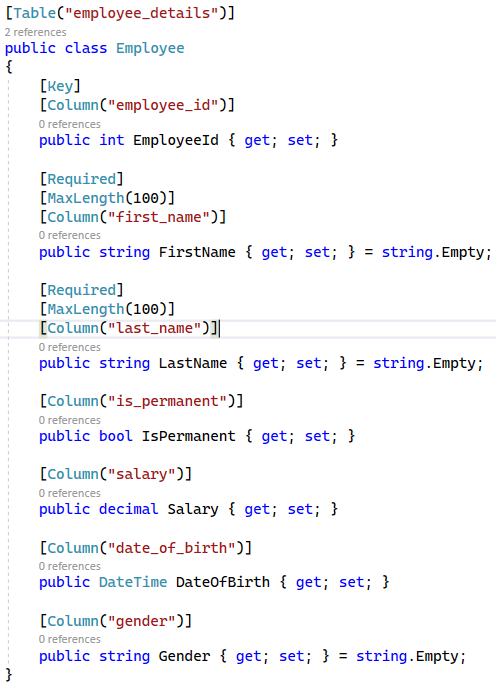 [Table("employee_details")]
2 references
public class Employee
{
[Key]
[Column("employee_id")]
0 references
public int EmployeeId { get; set; }
[Required]
[MaxLength(100)]
[Column("first_name")]
0 references
public string FirstName { get; set; } = string.Empty;
[Required]
[MaxLength(100)]
[Column("last_name")]
0 references
public string LastName { get; set; } = string.Empty;
[Column("is_permanent")]
0 references
public bool IsPermanent { get; set; }
[Column("salary")]
0 references
public decimal Salary { get; set; }
[Column("date_of_birth")]
0 references
public DateTime DateOfBirth { get; set; }
[Column("gender")]
0 references
public string Gender { get; set; } = string.Empty;
}